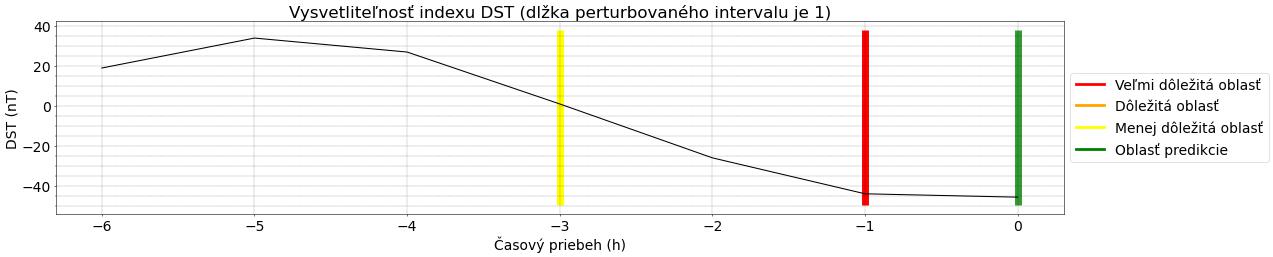 Vysvetliteľnosť indexu DST (dlžka perturbovaného intervalu je 1)
40
20
0
−20
−40
DST (nT)
−6
−5
−4
−3
−2
−1
0
Časový priebeh (h)
Veľmi dôležitá oblasť
Dôležitá oblasť
Menej dôležitá oblasť
Oblasť predikcie